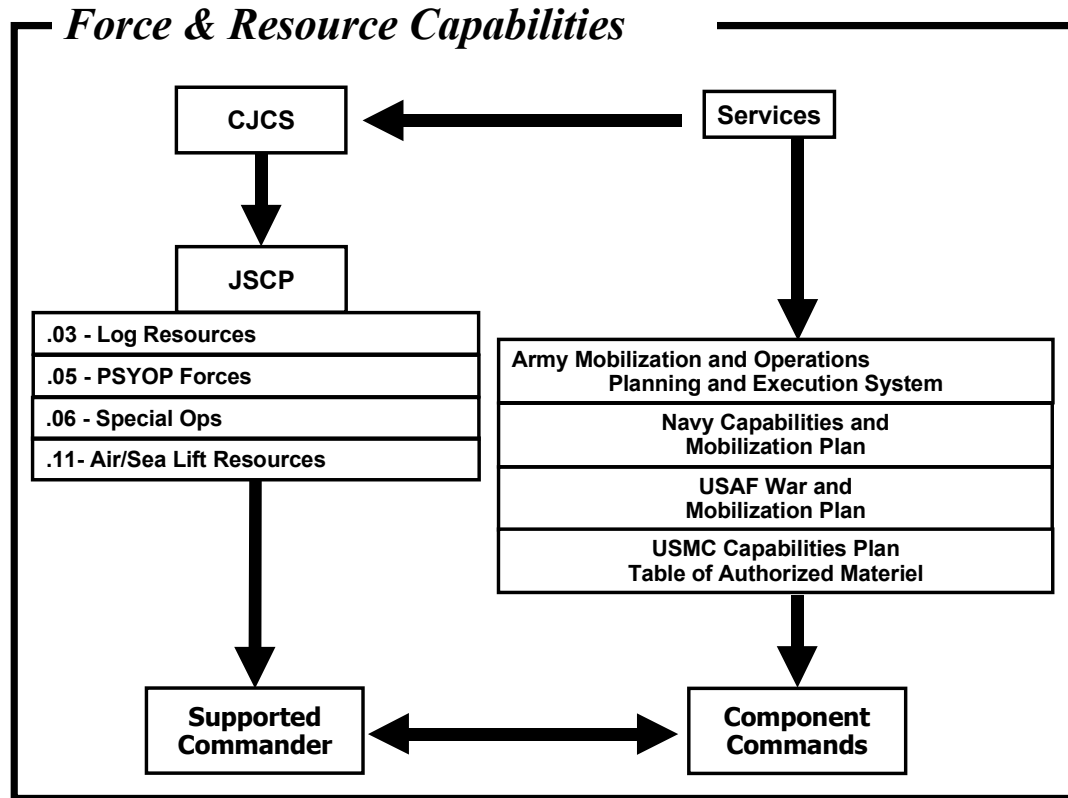 Force & Resource Capabilities
CJCS
Services
JSCP
.03 - Log Resources
.05 - PSYOP Forces
.06 - Special Ops
.11- Air/Sea Lift Resources
Army Mobilization and Operations
Planning and Execution System
Navy Capabilities and
Mobilization Plan
USAF War and
Mobilization Plan
USMC Capabilities Plan
Table of Authorized Materiel
Supported
Commander
Component
Commands